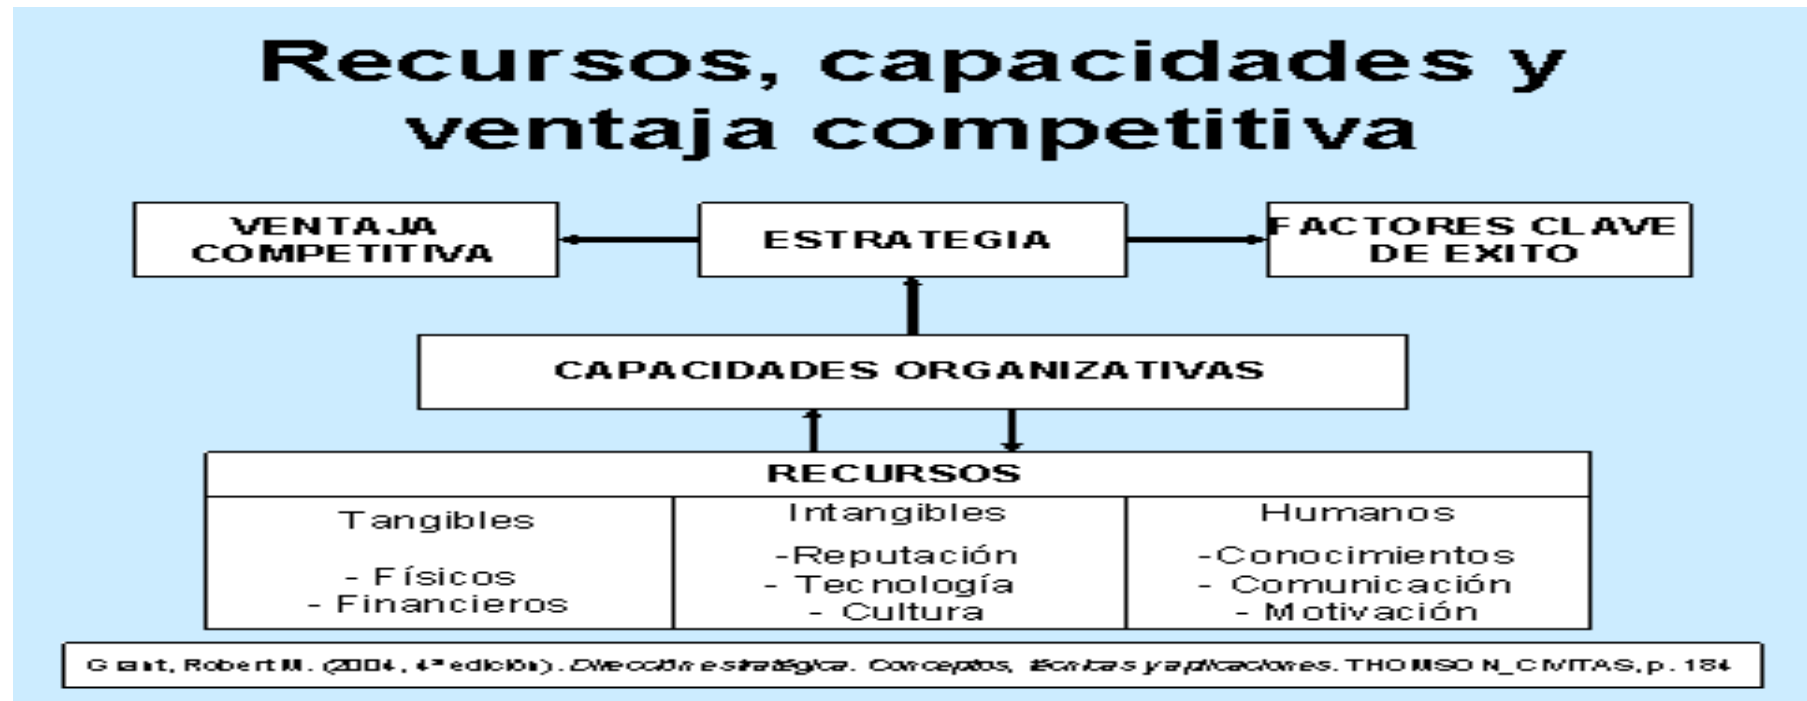 Recursos, capacidades y
ventaja competitiva
VENTAJA
COMPETITIVA
ESTRATEGIA
FACTORES CLAVE
DE EXITO
CAPACIDADES ORGANIZATIVAS
RECURSOS
Tangibles
- Físicos
- Financieros
Intangibles
-Reputación
- Tecnología
- Cultura
Humanos
-Conocimientos
- Comunicación
- Motivación
Grant, Robert M. (2004, 4ª edición). Dirección estratégica. Conceptos, técnicas y aplicaciones. THOMSON_CIVITAS, p. 184